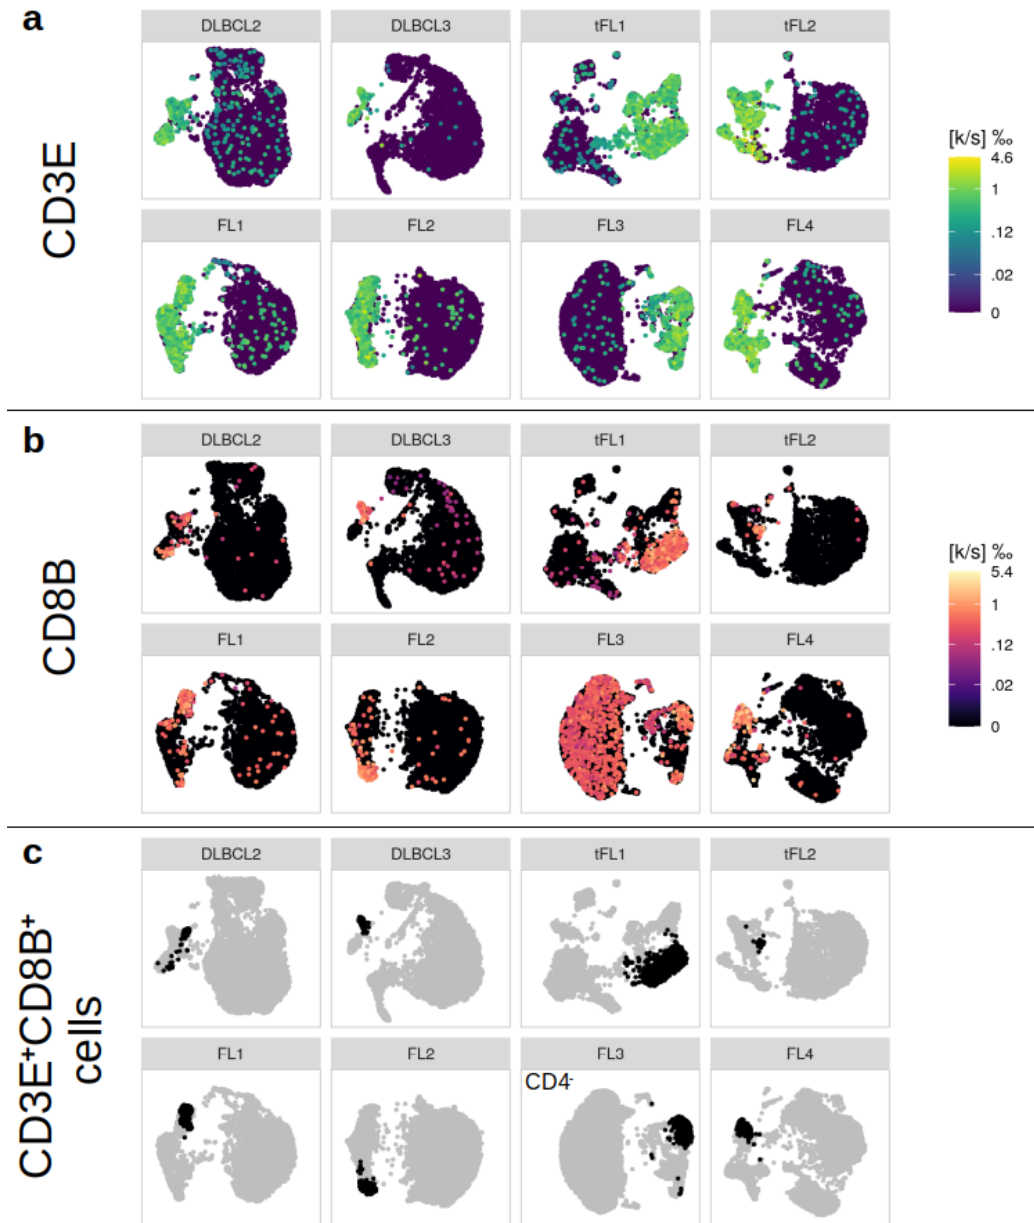 a
CD3E
DLBCL2
DLBCL3
tFL1
tFL2
FL1
FL2
FL3
FL4
[k/s] ‰
4.6
1
.12
.02
0
b
CD8B
DLBCL2
DLBCL3
tFL1
tFL2
FL1
FL2
FL3
FL4
[k/s] ‰
5.4
1
.12
.02
0
c
CD3E⁺CD8B⁺
cells
DLBCL2
DLBCL3
tFL1
tFL2
FL1
FL2
FL3
FL4
CD4⁻